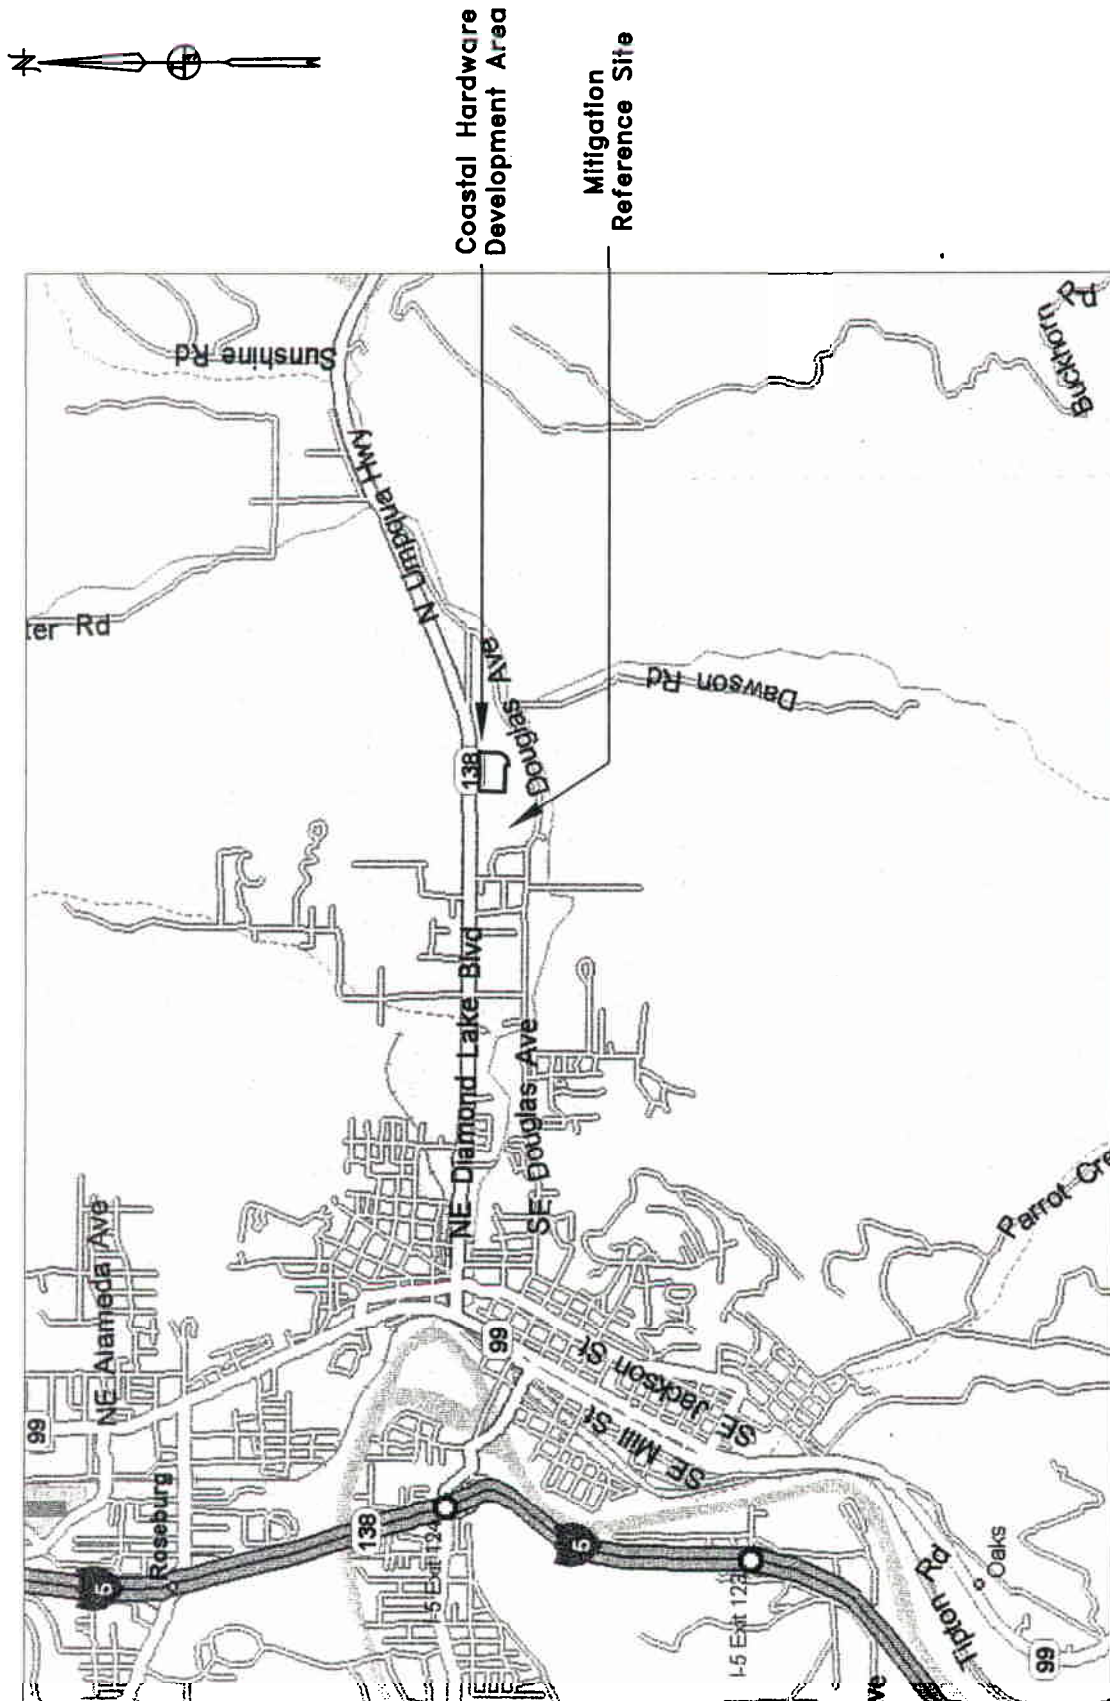 N
Coastal Hardware
Development Area
Mitigation
Reference Site
Sunshine Rd
N Umpqua Hwy
Buckhorn Rd
ter Rd
138
Douglas Ave
Dawson Rd
NE Diamond Lake Blvd
SE Douglas Ave
NE Alameda Ave
99
Roseburg
5
138
I-5 Exit 124
99
SE Jackson St
SE Mill St
5
Parrot Cre
I-5 Exit 123
Tipton Rd
Oaks
99
ve